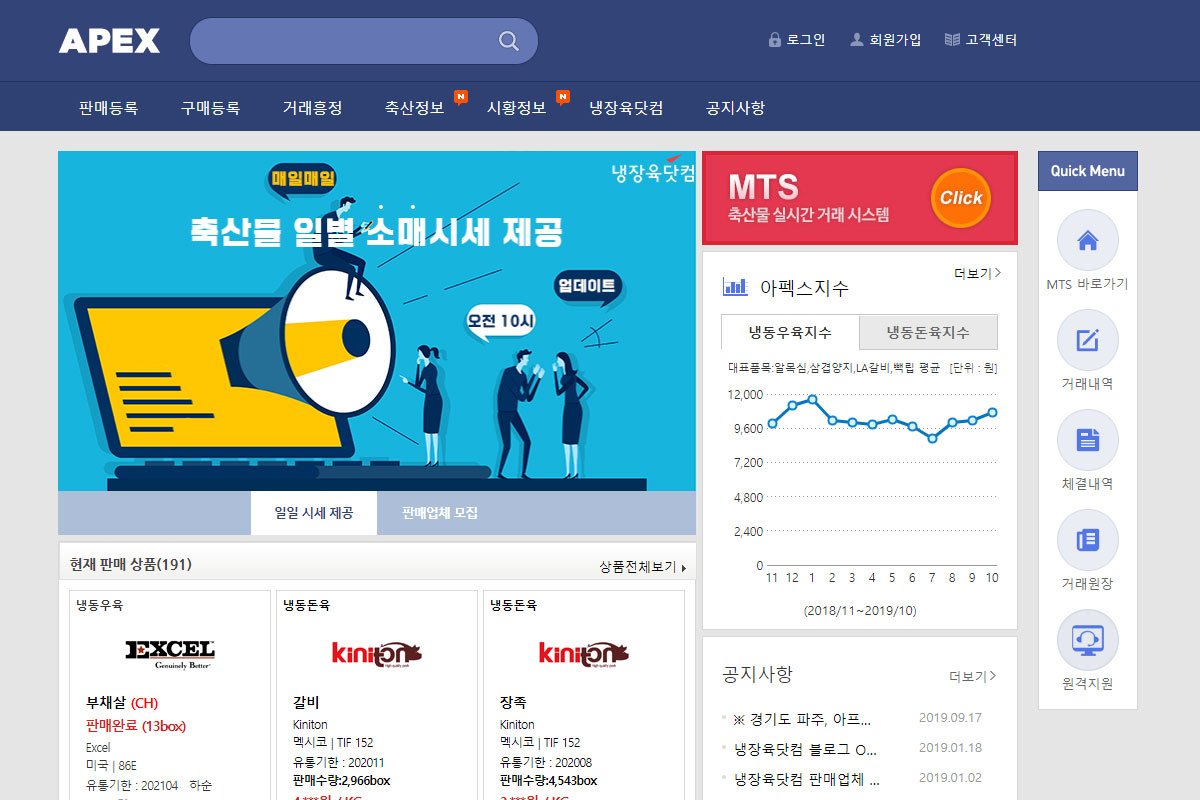 APEX
로그인
회원가입
고객센터
판매등록
구매등록
거래흥정
축산정보
N
시황정보
N
냉장육닷컴
공지사항
매일매일
냉장육닷컴
축산물 일별 소매시세 제공
업데이트
오전 10시
일일 시세 제공
판매업체 모집
MTS
축산물 실시간 거래 시스템
Click
더보기
아펙스지수
냉동우육지수
냉동돈육지수
대표품목:알목심,삼겹양지,LA갈비,빽립 평균 [단위 : 원]
12,000
9,600
7,200
4,800
2,400
0
11 12 1 2 3 4 5 6 7 8 9 10
(2018/11~2019/10)
Quick Menu
MTS 바로가기
거래내역
체결내역
거래원장
원격지원
현재 판매 상품(191)
상품전체보기
냉동우육
EXCEL
Genuinely Better
부채살 (CH)
판매완료 (13box)
Excel
미국 | 86E
유통기한 : 202104 하순
냉동돈육
kiniton
high quality pork
갈비
Kiniton
멕시코 | TIF 152
유통기한 : 202011
판매수량:2,966box
냉동돈육
kiniton
high quality pork
장족
Kiniton
멕시코 | TIF 152
유통기한 : 202008
판매수량:4,543box
공지사항
더보기
※ 경기도 파주, 아프... 2019.09.17
냉장육닷컴 블로그 O... 2019.01.18
냉장육닷컴 판매업체 ... 2019.01.02